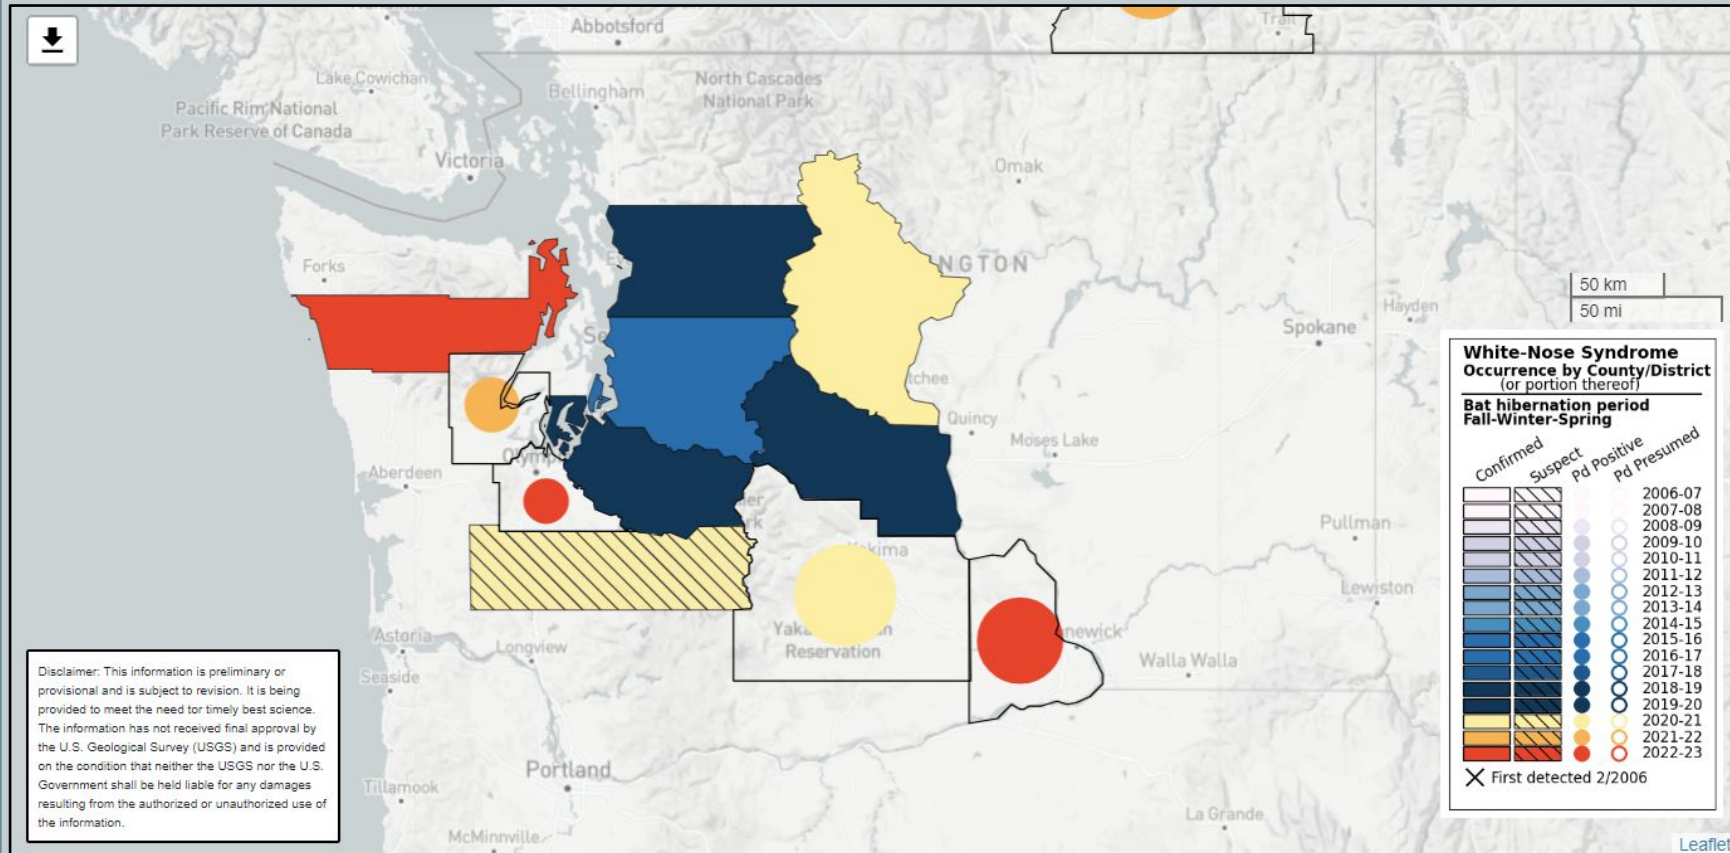 Abbotsford
Trail
Lake Cowichan
North Cascades
National Park
Bellingham
Pacific Rim National
Park Reserve of Canada
Victoria
Omak
Forks
NGTON
Hayden
Spokane
50 km
50 mi
Quincy
Moses Lake
Aberdeen
Pullman
Lewiston
Astoria
Longview
Reservation
Walla Walla
Seaside
Portland
Tillamook
La Grande
McMinnville
White-Nose Syndrome
Occurrence by County/District
(or portion thereof)
Bat hibernation period
Fall-Winter-Spring
Confirmed Suspect Pd Positive Pd Presumed
2006-07
2007-08
2008-09
2009-10
2010-11
2011-12
2012-13
2013-14
2014-15
2015-16
2016-17
2017-18
2018-19
2019-20
2020-21
2021-22
2022-23
First detected 2/2006
Disclaimer: This information is preliminary or
provisional and is subject to revision. It is being
provided to meet the need tor timely best science.
The information has not received final approval by
the U.S. Geological Survey (USGS) and is provided
on the condition that neither the USGS nor the U.S.
Government shall be held liable for any damages
resulting from the authorized or unauthorized use of
the information.
Leaflet